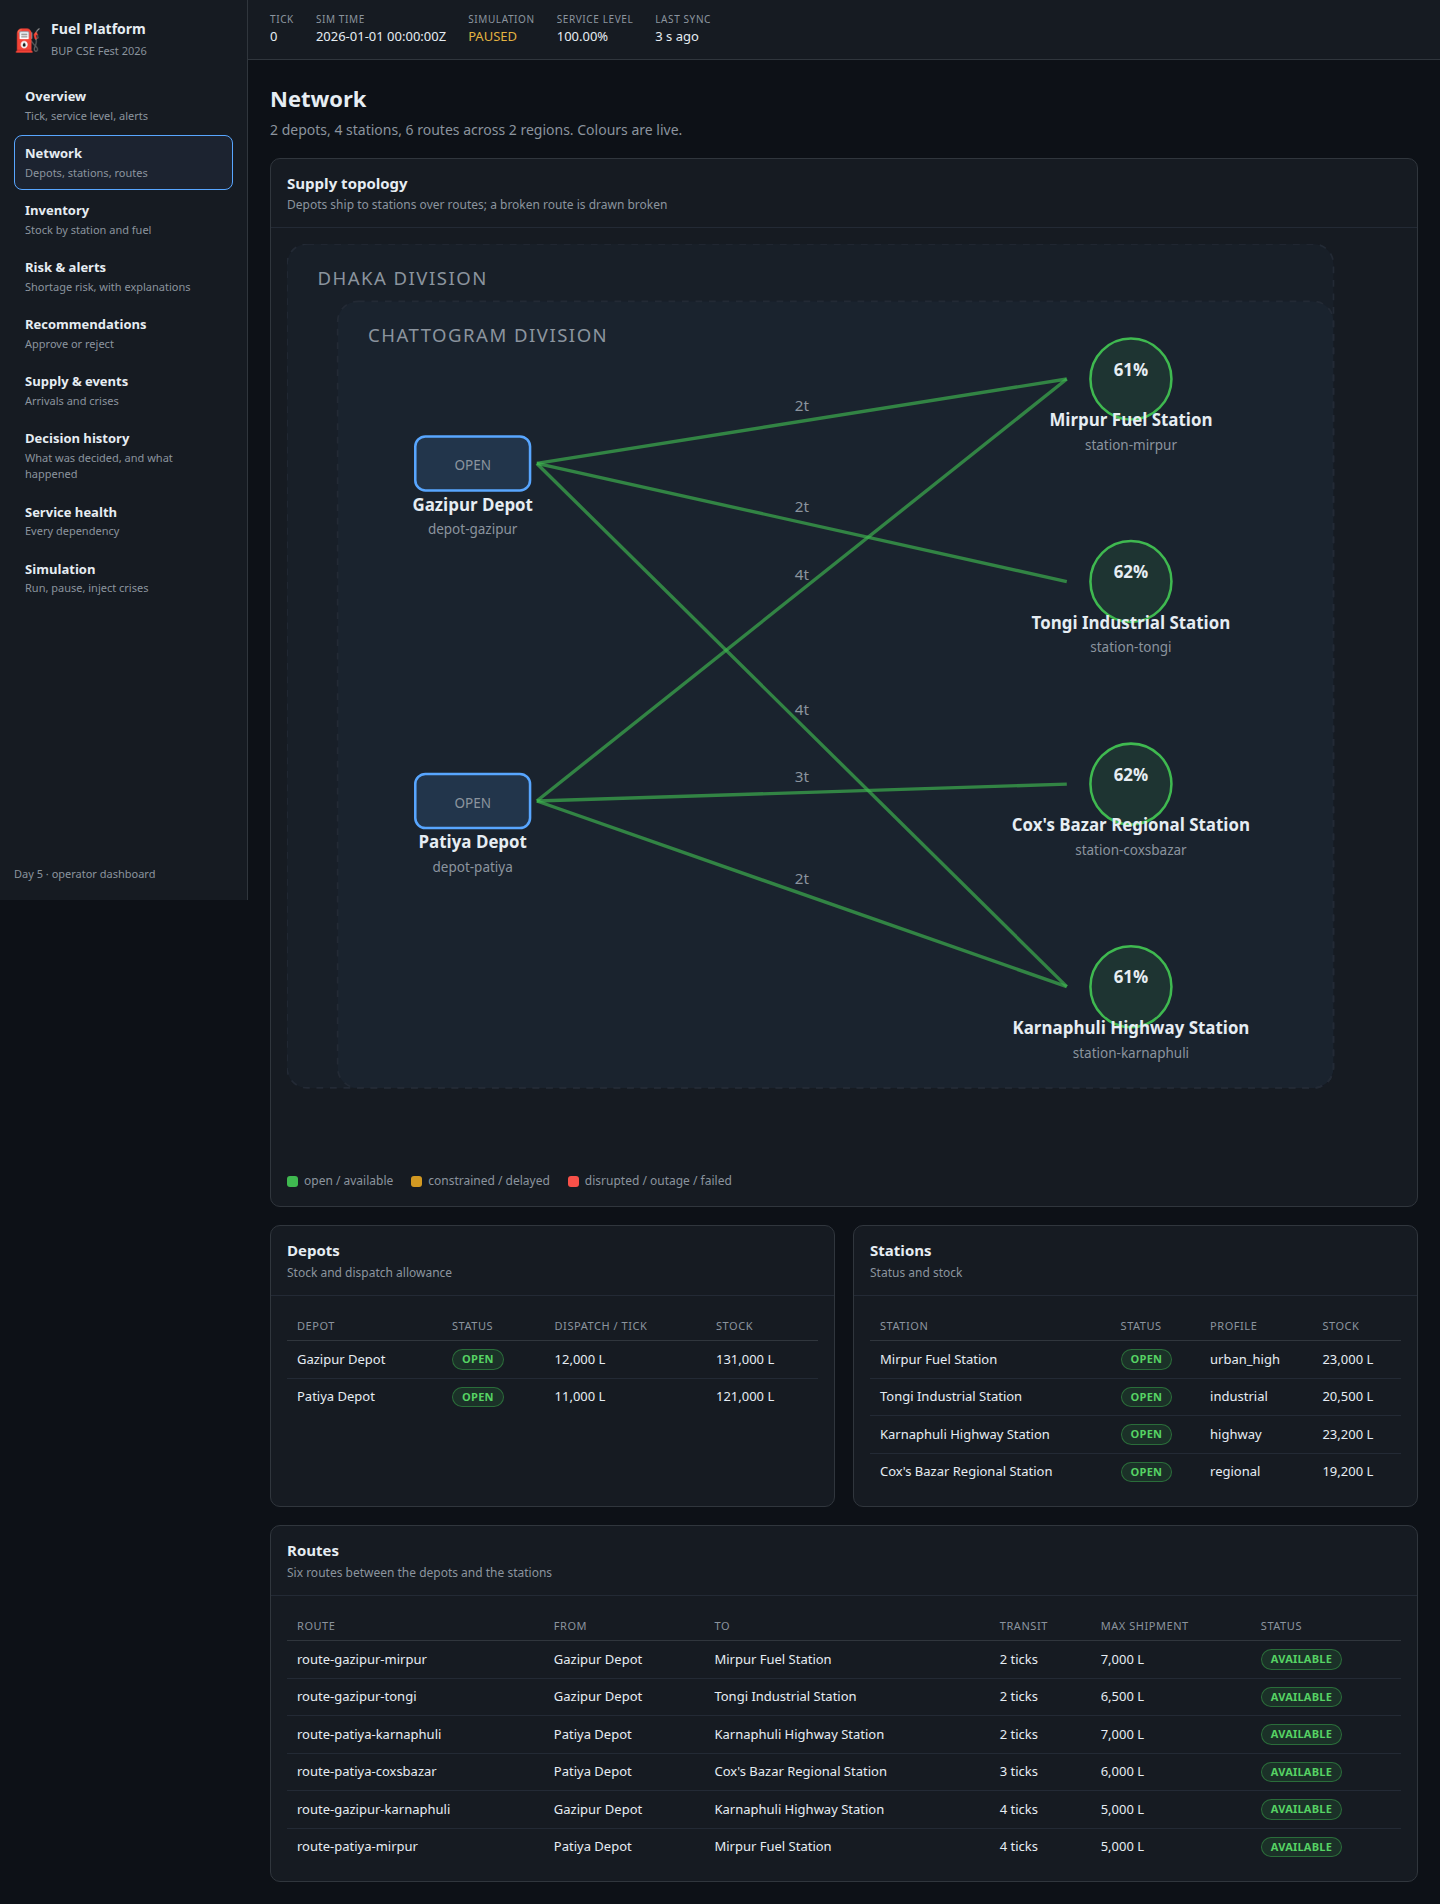 Fuel Platform
BUP CSE Fest 2026
Overview
Tick, service level, alerts
Network
Depots, stations, routes
Inventory
Stock by station and fuel
Risk & alerts
Shortage risk, with explanations
Recommendations
Approve or reject
Supply & events
Arrivals and crises
Decision history
What was decided, and what
happened
Service health
Every dependency
Simulation
Run, pause, inject crises
Day 5 · operator dashboard
TICK SIM TIME SIMULATION SERVICE LEVEL LAST SYNC
0 2026-01-01 00:00:00Z PAUSED 100.00% 3 s ago
Network
2 depots, 4 stations, 6 routes across 2 regions. Colours are live.
Supply topology
Depots ship to stations over routes; a broken route is drawn broken
DHAKA DIVISION
CHATTOGRAM DIVISION
61%
2t
Mirpur Fuel Station
station-mirpur
OPEN
Gazipur Depot
depot-gazipur
2t
62%
4t
Tongi Industrial Station
station-tongi
4t
3t
62%
OPEN
Cox's Bazar Regional Station
station-coxsbazar
Patiya Depot
depot-patiya
2t
61%
Karnaphuli Highway Station
station-karnaphuli
open / available constrained / delayed disrupted / outage / failed
Depots
Stock and dispatch allowance
DEPOT STATUS DISPATCH / TICK STOCK
Gazipur Depot OPEN 12,000 L 131,000 L
Patiya Depot OPEN 11,000 L 121,000 L
Stations
Status and stock
STATION STATUS PROFILE STOCK
Mirpur Fuel Station OPEN urban_high 23,000 L
Tongi Industrial Station OPEN industrial 20,500 L
Karnaphuli Highway Station OPEN highway 23,200 L
Cox's Bazar Regional Station OPEN regional 19,200 L
Routes
Six routes between the depots and the stations
ROUTE FROM TO TRANSIT MAX SHIPMENT STATUS
route-gazipur-mirpur Gazipur Depot Mirpur Fuel Station 2 ticks 7,000 L AVAILABLE
route-gazipur-tongi Gazipur Depot Tongi Industrial Station 2 ticks 6,500 L AVAILABLE
route-patiya-karnaphuli Patiya Depot Karnaphuli Highway Station 2 ticks 7,000 L AVAILABLE
route-patiya-coxsbazar Patiya Depot Cox's Bazar Regional Station 3 ticks 6,000 L AVAILABLE
route-gazipur-karnaphuli Gazipur Depot Karnaphuli Highway Station 4 ticks 5,000 L AVAILABLE
route-patiya-mirpur Patiya Depot Mirpur Fuel Station 4 ticks 5,000 L AVAILABLE